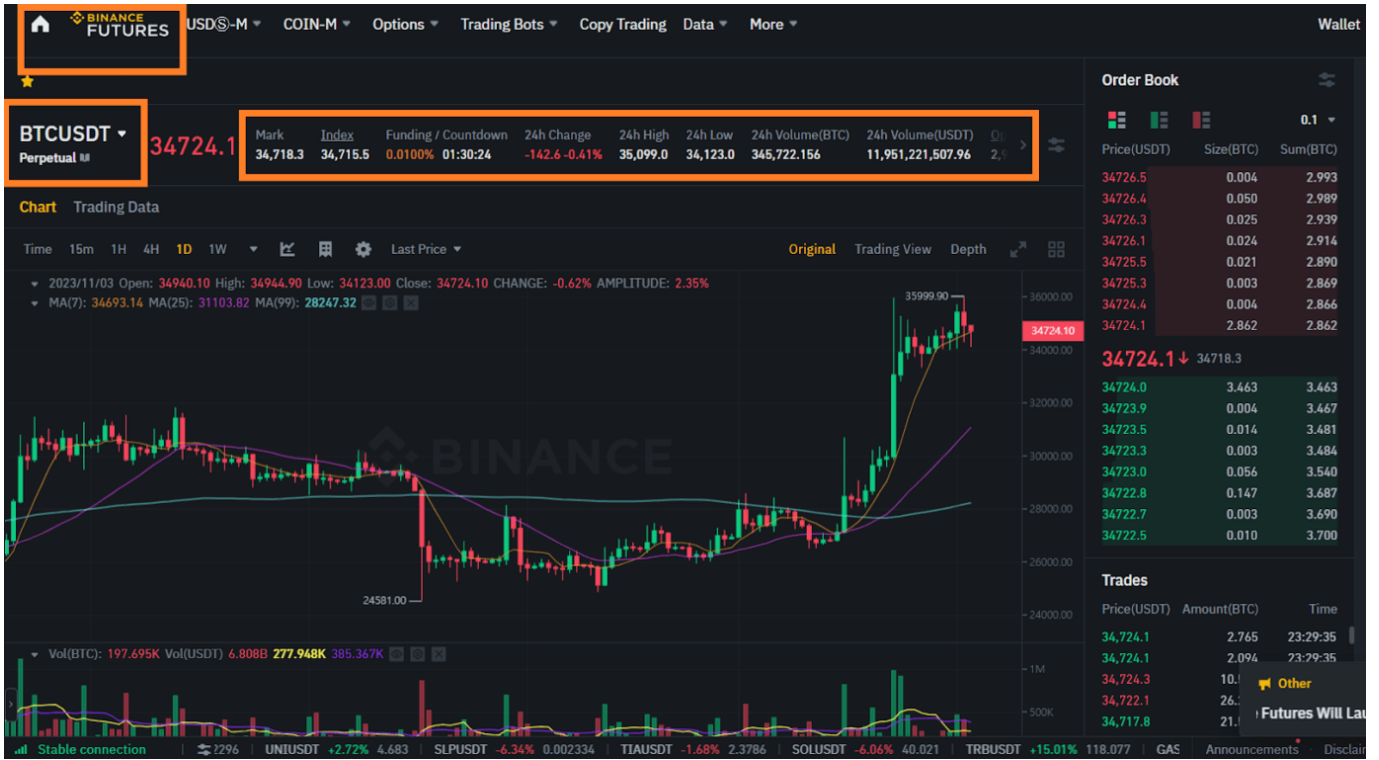 BINANCE FUTURES USDⓈ-M COIN-M Options Trading Bots Copy Trading Data More Wallet
BTCUSDT
Perpetual
34724.1
Mark Index Funding / Countdown 24h Change 24h High 24h Low 24h Volume(BTC) 24h Volume(USDT)
34,718.3 34,715.5 0.0100% 01:30:24 -142.6 -0.41% 35,099.0 34,123.0 345,722.156 11,951,221,507.96
Chart Trading Data
Time 15m 1H 4H 1D 1W Last Price Original Trading View Depth
2023/11/03 Open: 34940.10 High: 34944.90 Low: 34123.00 Close: 34724.10 CHANGE: -0.62% AMPLITUDE: 2.35%
MA(7): 34693.14 MA(25): 31103.82 MA(99): 28247.32
35999.90
36000.00
34724.10
34000.00
32000.00
BINANCE
30000.00
28000.00
26000.00
24581.00
24000.00
Vol(BTC): 197.695K Vol(USDT) 6.808B 277.948K 385.367K
1M
500K
Order Book
0.1
Price(USDT) Size(BTC) Sum(BTC)
34726.5 0.004 2.993
34726.4 0.050 2.989
34726.3 0.025 2.939
34726.1 0.024 2.914
34725.5 0.021 2.890
34725.3 0.003 2.869
34724.4 0.004 2.866
34724.1 2.862 2.862
34724.1 34718.3
34724.0 3.463 3.463
34723.9 0.004 3.467
34723.5 0.014 3.481
34723.3 0.003 3.484
34723.0 0.056 3.540
34722.8 0.147 3.687
34722.7 0.003 3.690
34722.5 0.010 3.700
Trades
Price(USDT) Amount(BTC) Time
34,724.1 2.765 23:29:35
34,724.1 2.094 23:29:35
34,724.3
34,722.1
34,717.8
Other
Futures Will
Stable connection 2296 UNIUSDT +2.72% 4.683 SLPUSDT -6.34% 0.002334 TIAUSDT -1.68% 2.3786 SOLUSDT -6.06% 40.021 TRBUSDT +15.01% 118.077 GAS Announcements